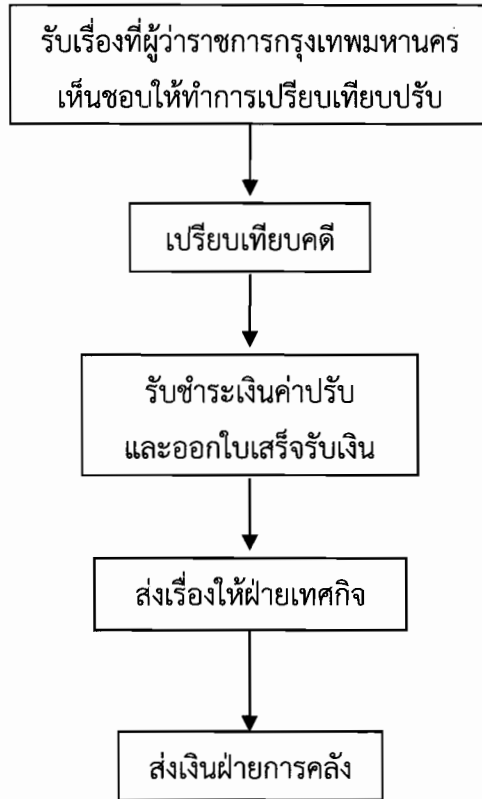 รับเรื่องที่ผู้ว่าราชการกรุงเทพมหานคร
เห็นชอบให้ทำการเปรียบเทียบปรับ
เปรียบเทียบคดี
รับชำระเงินค่าปรับ
และออกใบเสร็จรับเงิน
ส่งเรื่องให้ฝ่ายเทศกิจ
ส่งเงินฝ่ายการคลัง